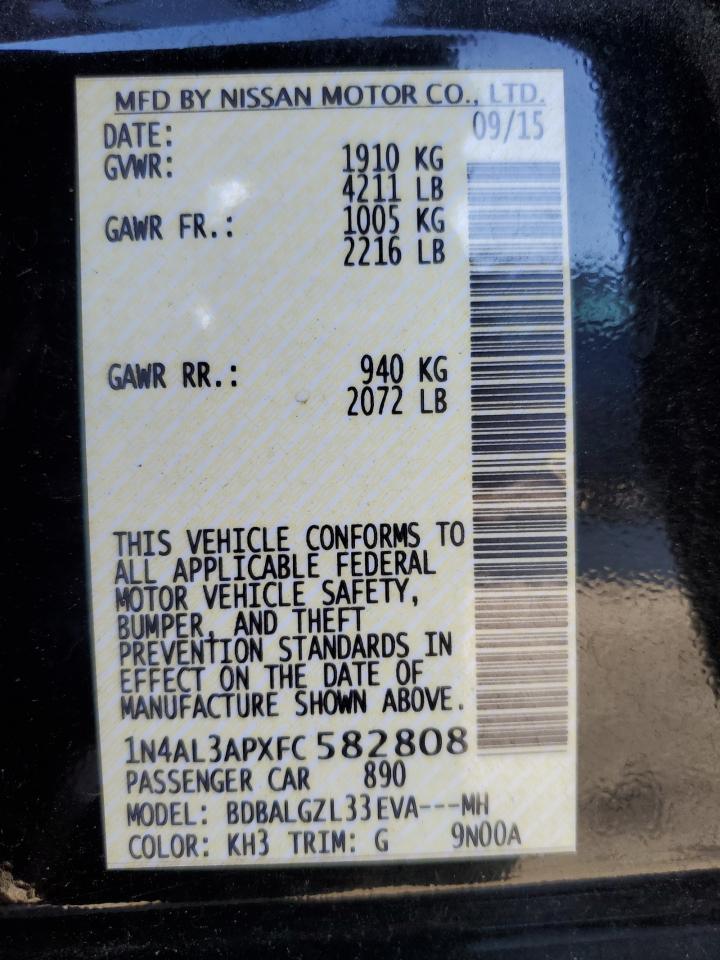 MFD BY NISSAN MOTOR CO., LTD.
DATE: 09/15
GVWR: 1910 KG
4211 LB
GAWR FR.: 1005 KG
2216 LB
GAWR RR.: 940 KG
2072 LB
THIS VEHICLE CONFORMS TO
ALL APPLICABLE FEDERAL
MOTOR VEHICLE SAFETY,
BUMPER, AND THEFT
PREVENTION STANDARDS IN
EFFECT ON THE DATE OF
MANUFACTURE SHOWN ABOVE.
1N4AL3APXFC582808
PASSENGER CAR 890
MODEL: BDBALGZL33EVA---MH
COLOR: KH3 TRIM: G 9N00A